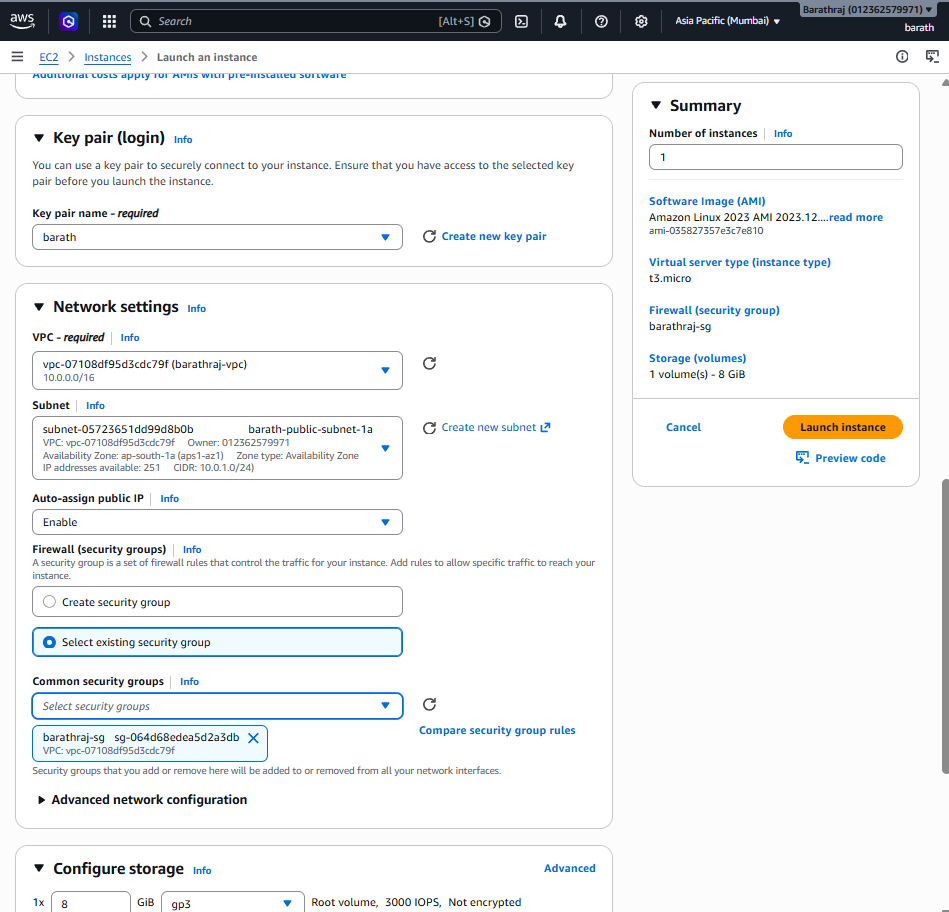 aws
Search
[Alt+S]
Asia Pacific (Mumbai)
Barathraj (012362579971)
barath
EC2
Instances
Launch an instance
Additional costs apply for AMIs with pre-installed software
Key pair (login)
Info
You can use a key pair to securely connect to your instance. Ensure that you have access to the selected key
pair before you launch the instance.
Key pair name - required
barath
Create new key pair
Network settings
Info
VPC - required
Info
vpc-07108df95d3cdc79f (barathraj-vpc)
10.0.0.0/16
Subnet
Info
subnet-05723651dd99d8b0b barath-public-subnet-1a
VPC: vpc-07108df95d3cdc79f Owner: 012362579971
Availability Zone: ap-south-1a (aps1-az1) Zone type: Availability Zone
IP addresses available: 251 CIDR: 10.0.1.0/24)
Create new subnet
Auto-assign public IP
Info
Enable
Firewall (security groups)
Info
A security group is a set of firewall rules that control the traffic for your instance. Add rules to allow specific traffic to reach your
instance.
Create security group
Select existing security group
Common security groups
Info
Select security groups
Compare security group rules
barathraj-sg sg-064d68edea5d2a3db
VPC: vpc-07108df95d3cdc79f
Security groups that you add or remove here will be added to or removed from all your network interfaces.
Advanced network configuration
Configure storage
Info
Advanced
1x
8
GiB
gp3
Root volume, 3000 IOPS, Not encrypted
Summary
Number of instances
Info
1
Software Image (AMI)
Amazon Linux 2023 AMI 2023.12....read more
ami-035827357e3c7e810
Virtual server type (instance type)
t3.micro
Firewall (security group)
barathraj-sg
Storage (volumes)
1 volume(s) - 8 GiB
Cancel
Launch instance
Preview code